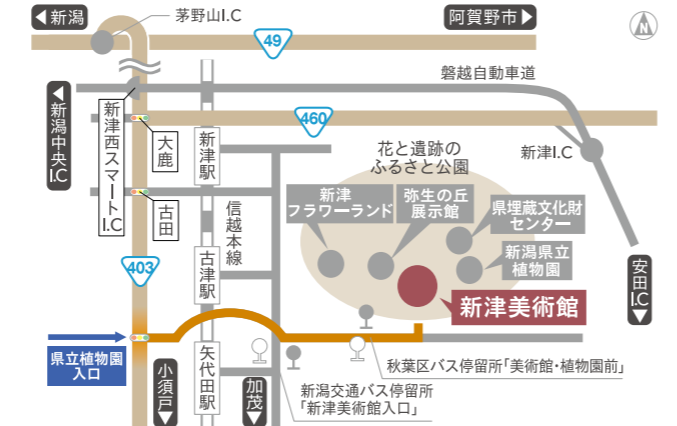 新潟
茅野山I.C
49
阿賀野市
N
磐越自動車道
新潟中央I.C
新津西スマートI.C
大鹿
新津駅
460
花と遺跡の
ふるさと公園
新津I.C
新津
フラワーランド
弥生の丘
展示館
県埋蔵文化財
センター
新潟県立
植物園
古田
信越本線
403
古津駅
新津美術館
安田I.C
県立植物園
入口
小須戸
矢代田駅
加茂
秋葉区バス停留所「美術館・植物園前」
新潟交通バス停留所
「新津美術館入口」